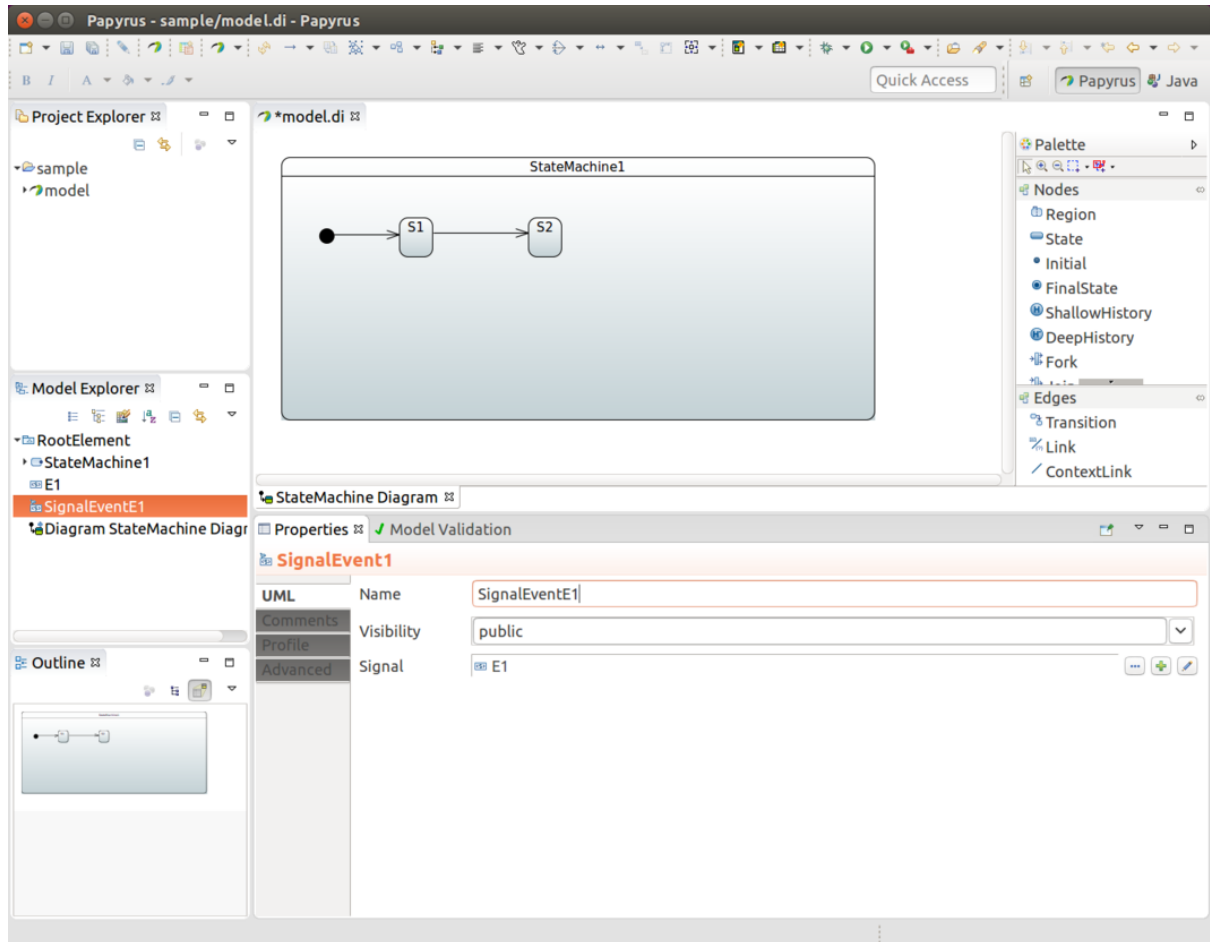 Papyrus - sample/model.di - Papyrus
B I A
Quick Access
Papyrus
Java
Project Explorer
sample
model
*model.di
StateMachine1
S1
S2
Palette
Nodes
Region
State
Initial
FinalState
ShallowHistory
DeepHistory
Fork
Edges
Transition
Link
ContextLink
Model Explorer
RootElement
StateMachine1
E1
SignalEventE1
Diagram StateMachine Diagr
StateMachine Diagram
Properties
Model Validation
SignalEvent1
UML
Comments
Profile
Advanced
Name
SignalEventE1
Visibility
public
Signal
E1
Outline